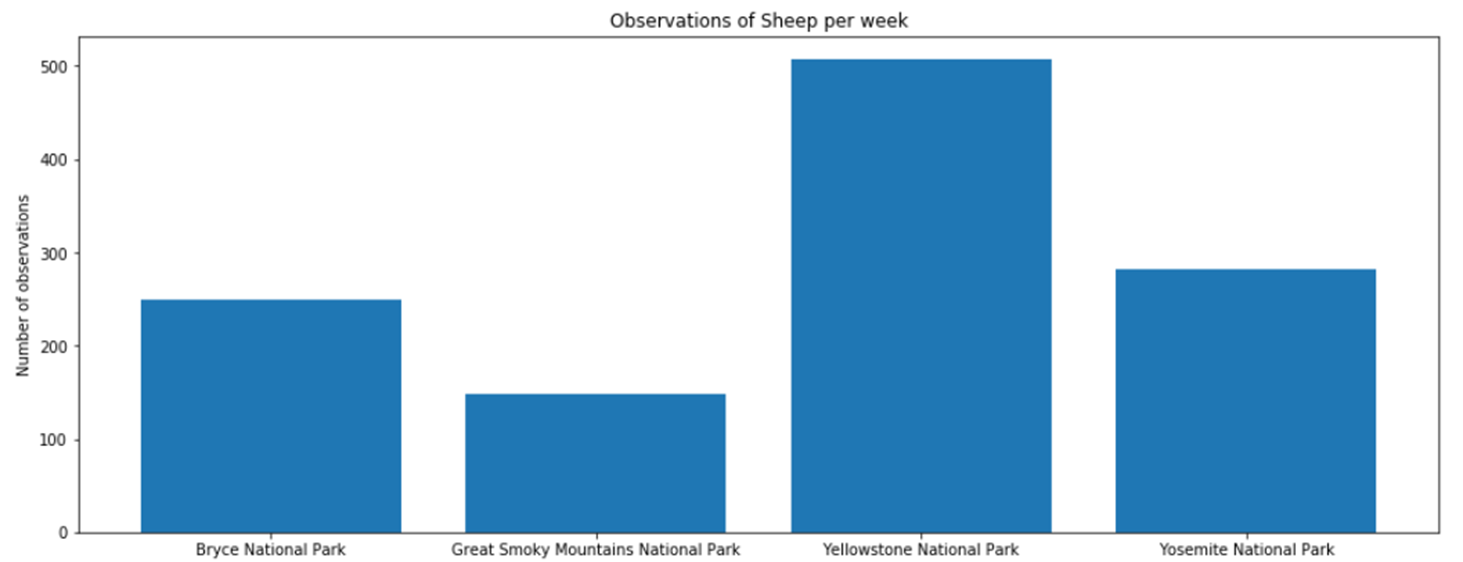 Observations of Sheep per week
Number of observations
500
400
300
200
100
0
Bryce National Park
Great Smoky Mountains National Park
Yellowstone National Park
Yosemite National Park